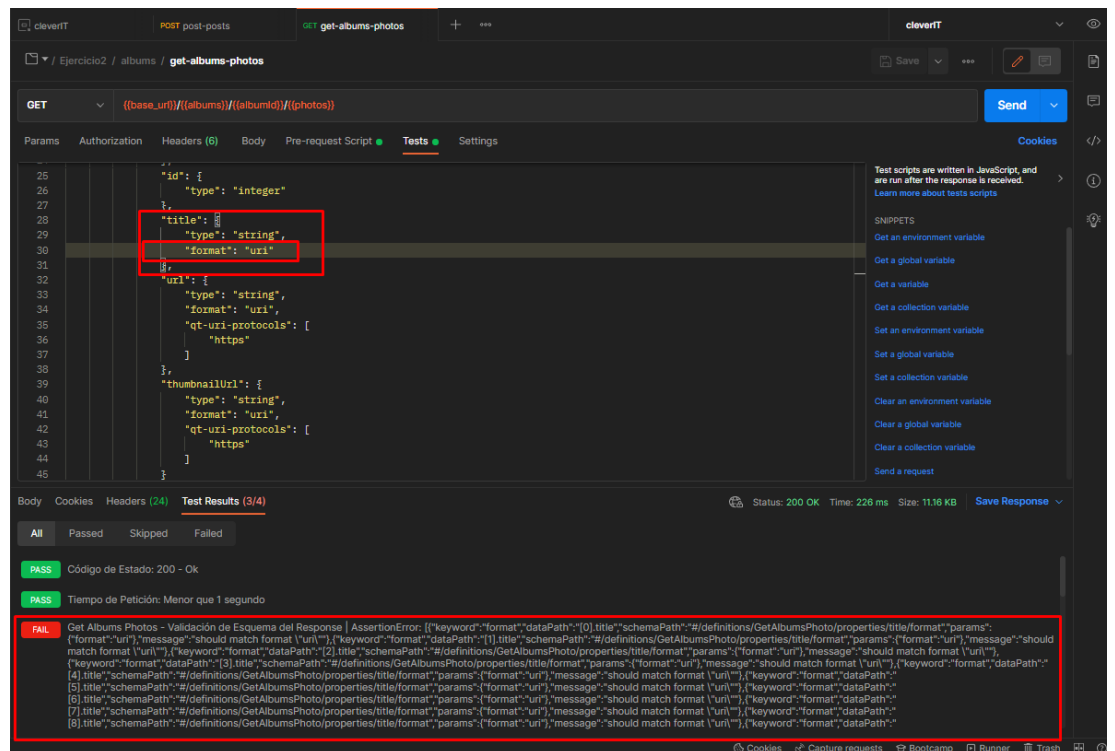 cleverIT
POST post-posts
GET get-albums-photos
cleverIT
/ Ejercicio2 / albums / get-albums-photos
Save
GET
{{base_url}}/{{albums}}/{{albumId}}/{{photos}}
Send
Params Authorization Headers (6) Body Pre-request Script Tests Settings
Cookies
25 "id": {
26 "type": "integer"
27 },
28 "title": {
29 "type": "string",
30 "format": "uri"
31 },
32 "url": {
33 "type": "string",
34 "format": "uri",
35 "qt-uri-protocols": [
36 "https"
37 ]
38 },
39 "thumbnailUrl": {
40 "type": "string",
41 "format": "uri",
42 "qt-uri-protocols": [
43 "https"
44 ]
45 }
Test scripts are written in JavaScript, and
are run after the response is received.
Learn more about tests scripts
SNIPPETS
Get an environment variable
Get a global variable
Get a variable
Get a collection variable
Set an environment variable
Set a global variable
Set a collection variable
Clear an environment variable
Clear a global variable
Clear a collection variable
Send a request
Body Cookies Headers (24) Test Results (3/4)
Status: 200 OK Time: 226 ms Size: 11.16 KB Save Response
All Passed Skipped Failed
PASS Código de Estado: 200 - Ok
PASS Tiempo de Petición: Menor que 1 segundo
FAIL Get Albums Photos - Validación de Esquema del Response | AssertionError: [{"keyword":"format","dataPath":"[0].title","schemaPath":"#/definitions/GetAlbumsPhoto/properties/title/format","params":
{"format":"uri"},"message":"should match format \"uri\""},{"keyword":"format","dataPath":"[1].title","schemaPath":"#/definitions/GetAlbumsPhoto/properties/title/format","params":{"format":"uri"},"message":"should
match format \"uri\""},{"keyword":"format","dataPath":"[2].title","schemaPath":"#/definitions/GetAlbumsPhoto/properties/title/format","params":{"format":"uri"},"message":"should match format \"uri\""},
{"keyword":"format","dataPath":"[3].title","schemaPath":"#/definitions/GetAlbumsPhoto/properties/title/format","params":{"format":"uri"},"message":"should match format \"uri\""},{"keyword":"format","dataPath":"
[4].title","schemaPath":"#/definitions/GetAlbumsPhoto/properties/title/format","params":{"format":"uri"},"message":"should match format \"uri\""},{"keyword":"format","dataPath":"
[5].title","schemaPath":"#/definitions/GetAlbumsPhoto/properties/title/format","params":{"format":"uri"},"message":"should match format \"uri\""},{"keyword":"format","dataPath":"
[6].title","schemaPath":"#/definitions/GetAlbumsPhoto/properties/title/format","params":{"format":"uri"},"message":"should match format \"uri\""},{"keyword":"format","dataPath":"
[7].title","schemaPath":"#/definitions/GetAlbumsPhoto/properties/title/format","params":{"format":"uri"},"message":"should match format \"uri\""},{"keyword":"format","dataPath":"
[8].title","schemaPath":"#/definitions/GetAlbumsPhoto/properties/title/format","params":{"format":"uri"},"message":"should match format \"uri\""},{"keyword":"format","dataPath":"
Cookies Capture requests Bootcamp Runner Trash